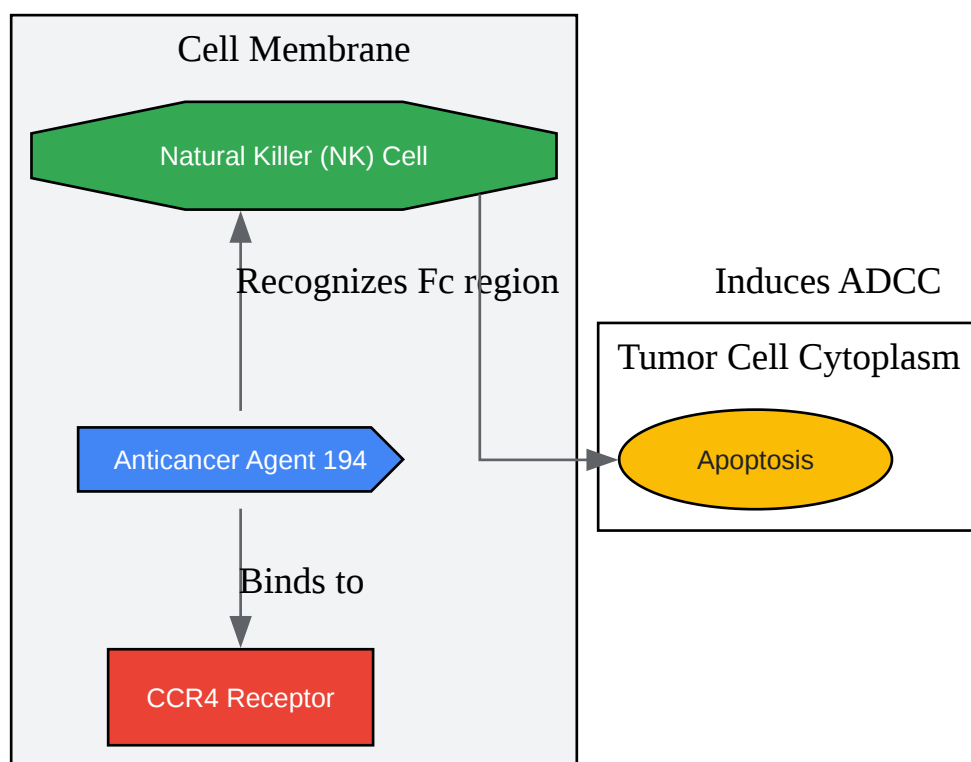 Cell Membrane
Natural Killer (NK) Cell
Recognizes Fc region
Induces ADCC
Tumor Cell Cytoplasm
Anticancer Agent 194
Apoptosis
Binds to
CCR4 Receptor